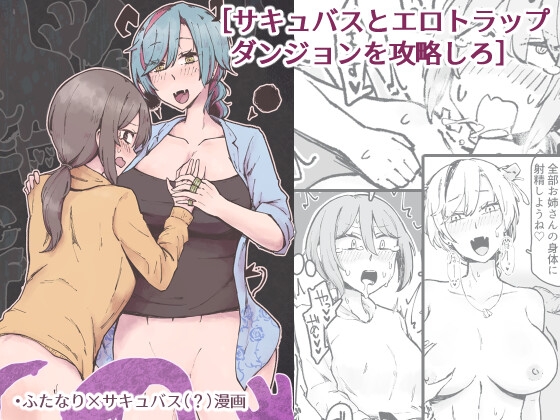 [サキュバスとエロトラップ
ダンジョンを攻略しろ]
全部お姉さんの身体に
射精しようね♡
・ふたなり×サキュバス(?)漫画